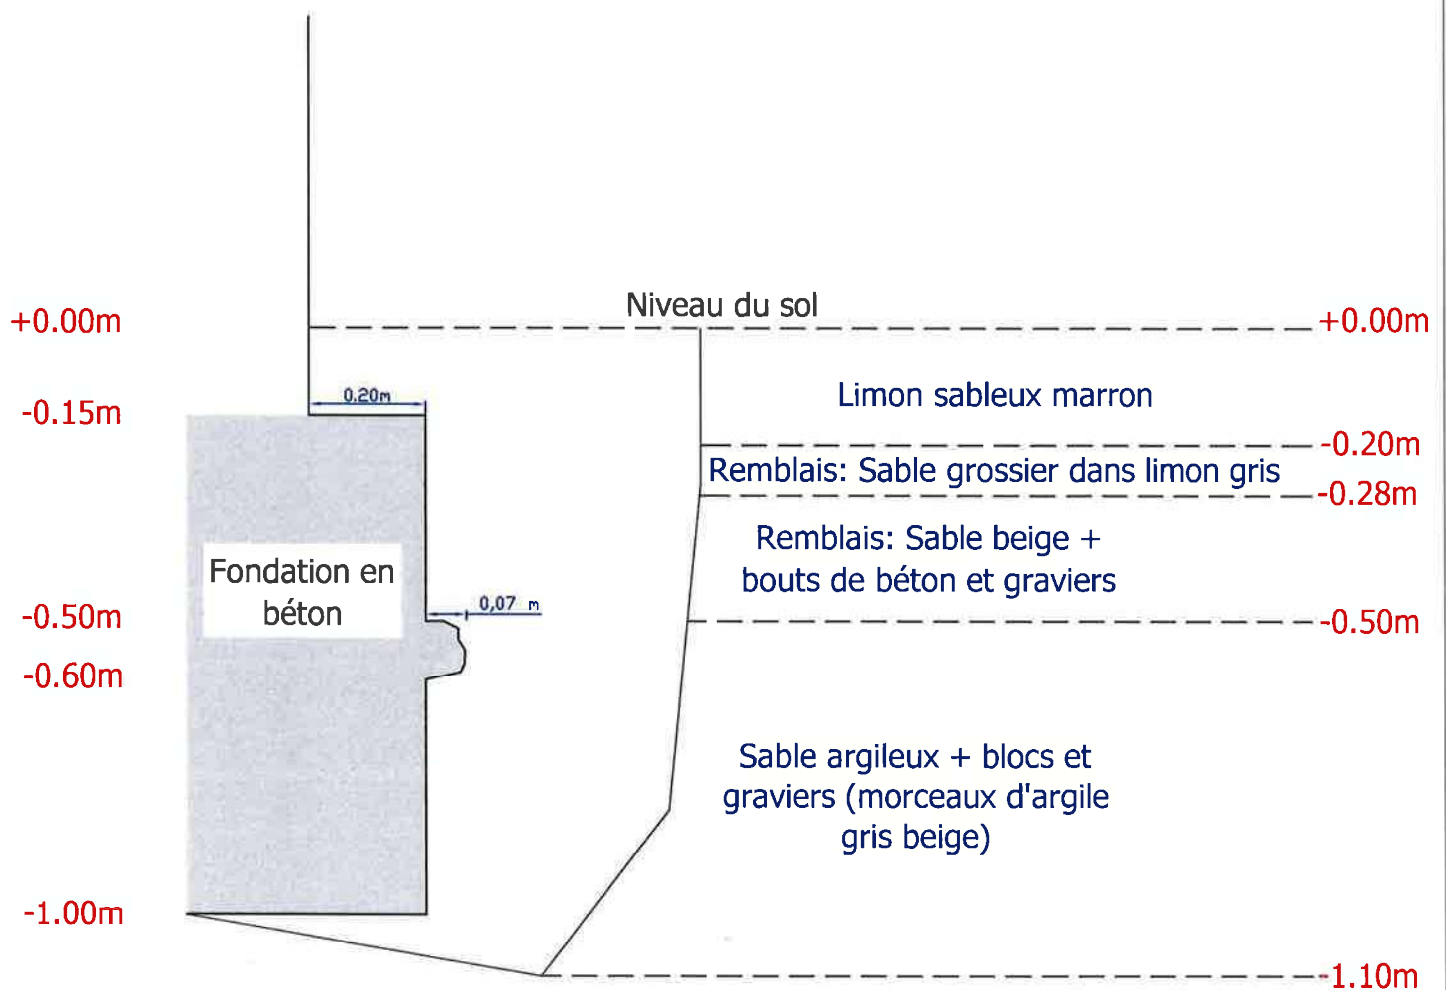 Niveau du sol
+0.00m
+0.00m
0.20m
Limon sableux marron
-0.15m
-0.20m
Remblais: Sable grossier dans limon gris
-0.28m
Remblais: Sable beige +
bouts de béton et graviers
Fondation en
béton
0,07 m
-0.50m
-0.50m
-0.60m
Sable argileux + blocs et
graviers (morceaux d'argile
gris beige)
-1.00m
-1.10m